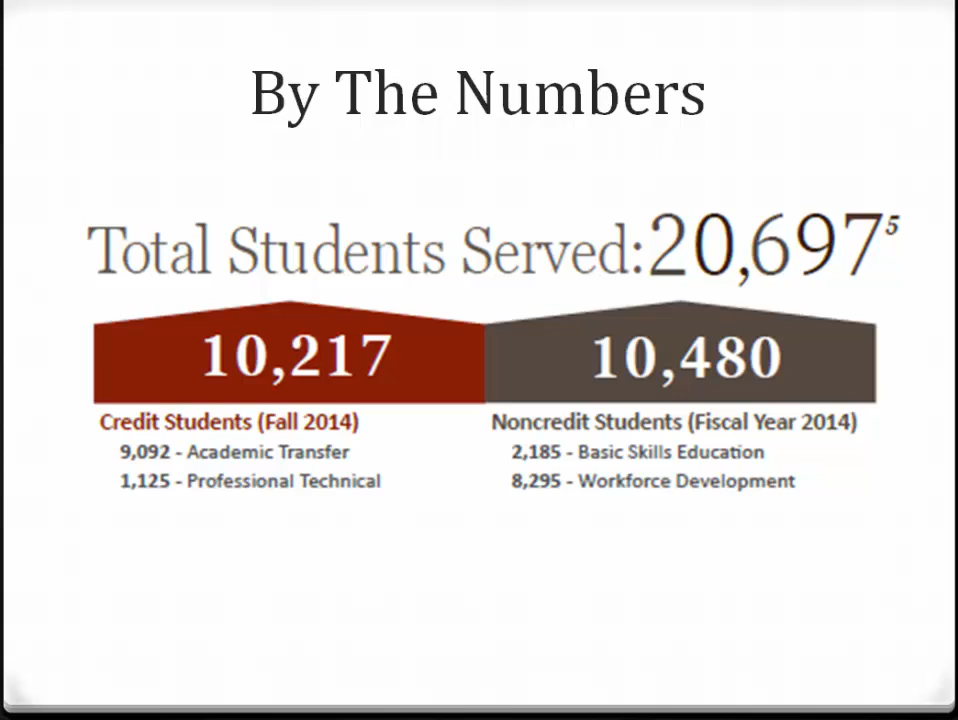 By The Numbers
Total Students Served: 20,697⁵
10,217
10,480
Credit Students (Fall 2014)
9,092 - Academic Transfer
1,125 - Professional Technical
Noncredit Students (Fiscal Year 2014)
2,185 - Basic Skills Education
8,295 - Workforce Development